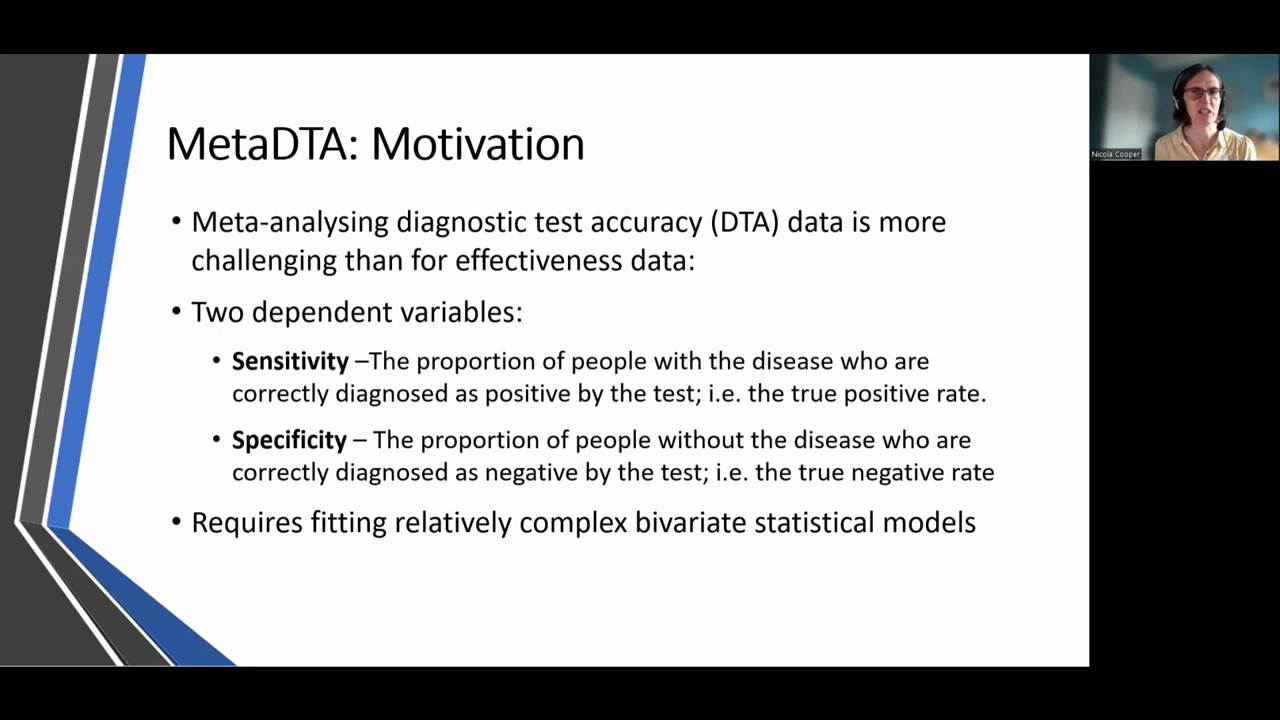 MetaDTA: Motivation
• Meta-analysing diagnostic test accuracy (DTA) data is more
challenging than for effectiveness data:
• Two dependent variables:
• Sensitivity –The proportion of people with the disease who are
correctly diagnosed as positive by the test; i.e. the true positive rate.
• Specificity – The proportion of people without the disease who are
correctly diagnosed as negative by the test; i.e. the true negative rate
• Requires fitting relatively complex bivariate statistical models
Nicola Cooper